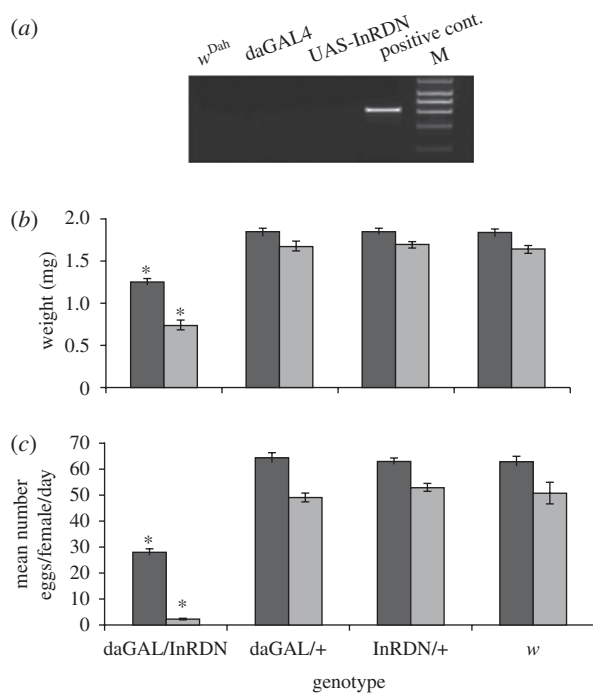 (a)
w^Dah daGAL4 UAS-InRDN positive cont. M
(b)
weight (mg)
2.0
1.5
1.0
0.5
0
* *
(c)
mean number
eggs/female/day
70
60
50
40
30
20
10
0
* *
daGAL/InRDN daGAL/+ InRDN/+ w
genotype